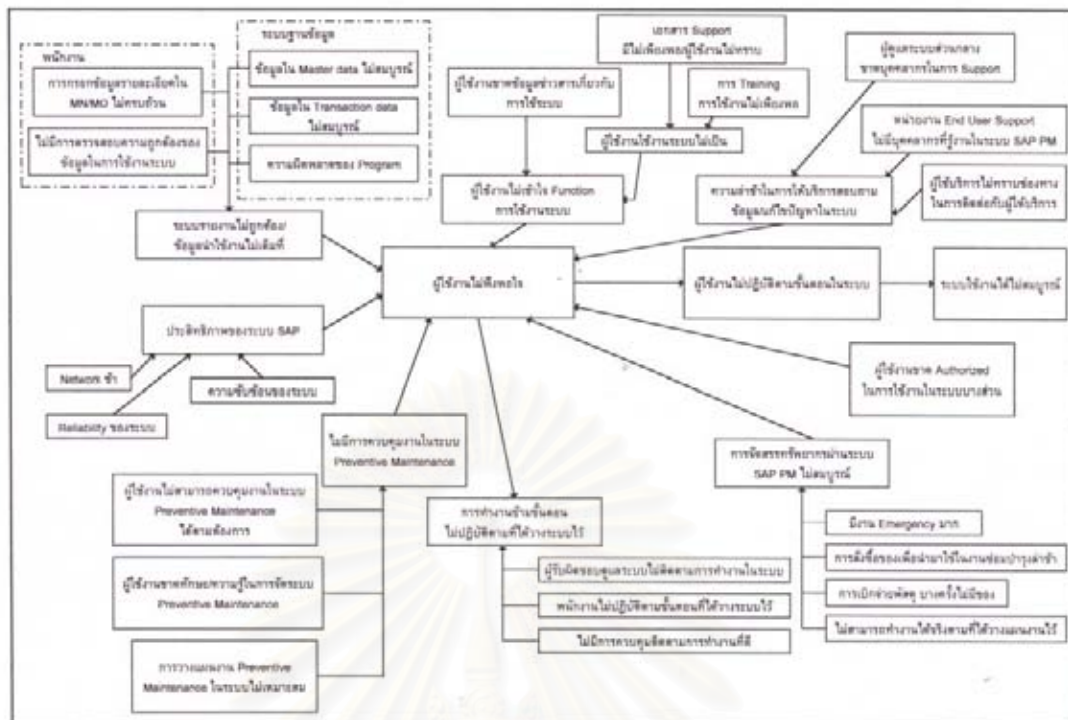 พนักงาน
การกรอกข้อมูลรายละเอียดใน
MN/MO ไม่ครบถ้วน
ไม่มีการตรวจสอบความถูกต้องของ
ข้อมูลในการใช้งานระบบ
ระบบฐานข้อมูล
ข้อมูลใน Master data ไม่สมบูรณ์
ข้อมูลใน Transaction data
ไม่สมบูรณ์
ความผิดพลาดของ Program
ระบบรายงานไม่ถูกต้อง/
ข้อมูลนำใช้งานไม่เต็มที่
ผู้ใช้งานขาดข้อมูลข่าวสารเกี่ยวกับ
การใช้ระบบ
เอกสาร Support
มีไม่เพียงพอผู้ใช้งานไม่ทราบ
การ Training
การใช้งานไม่เพียงพอ
ผู้ใช้งานใช้งานระบบไม่เป็น
ผู้ใช้งานไม่เข้าใจ Function
การใช้งานระบบ
ผู้ดูแลระบบส่วนกลาง
ขาดบุคคลากรในการ Support
หน่วยงาน End User Support
ไม่มีบุคคลากรที่รู้งานในระบบ SAP PM
ความล่าช้าในการให้บริการสอบถาม
ข้อมูลแก้ไขปัญหาในระบบ
ผู้ใช้บริการไม่ทราบช่องทาง
ในการติดต่อกับผู้ให้บริการ
ผู้ใช้งานไม่พึงพอใจ
ผู้ใช้งานไม่ปฏิบัติตามขั้นตอนในระบบ
ระบบใช้งานได้ไม่สมบูรณ์
ประสิทธิภาพของระบบ SAP
Network ช้า
ความซับซ้อนของระบบ
Reliability ของระบบ
ผู้ใช้งานขาด Authorized
ในการใช้งานในระบบบางส่วน
ไม่มีการควบคุมงานในระบบ
Preventive Maintenance
ผู้ใช้งานไม่สามารถควบคุมงานในระบบ
Preventive Maintenance
ได้ตามต้องการ
ผู้ใช้งานขาดทักษะ/ความรู้ในการจัดระบบ
Preventive Maintenance
การวางแผนงาน Preventive
Maintenance ในระบบไม่เหมาะสม
การทำงานข้ามขั้นตอน
ไม่ปฏิบัติตามที่ได้วางระบบไว้
ผู้รับผิดชอบดูแลระบบไม่ติดตามการทำงานในระบบ
พนักงานไม่ปฏิบัติตามขั้นตอนที่ได้วางระบบไว้
ไม่มีการควบคุมติดตามการทำงานที่ดี
การจัดสรรทรัพยากรผ่านระบบ
SAP PM ไม่สมบูรณ์
มีงาน Emergency มาก
การสั่งซื้อของเพื่อนำมาใช้ในงานซ่อมบำรุงล่าช้า
การเบิกจ่ายพัสดุ บางครั้งไม่มีของ
ไม่สามารถทำงานได้จริงตามที่ได้วางแผนงานไว้